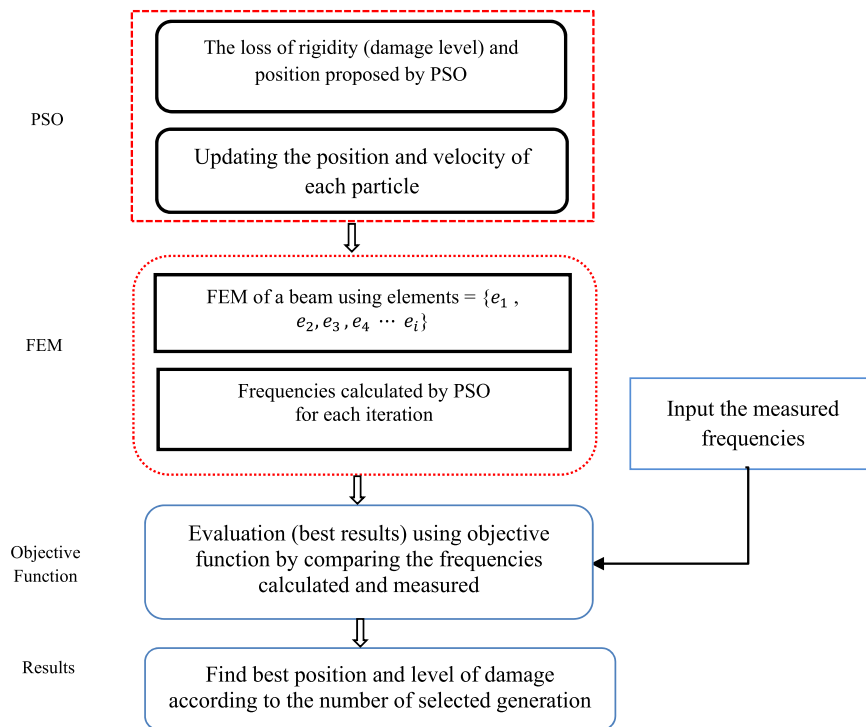 The loss of rigidity (damage level) and
position proposed by PSO
PSO
Updating the position and velocity of
each particle
FEM of a beam using elements = {e₁ ,
e₂, e₃ , e₄ ⋯ eᵢ}
FEM
Frequencies calculated by PSO
for each iteration
Input the measured
frequencies
Evaluation (best results) using objective
function by comparing the frequencies
calculated and measured
Objective
Function
Results
Find best position and level of damage
according to the number of selected generation